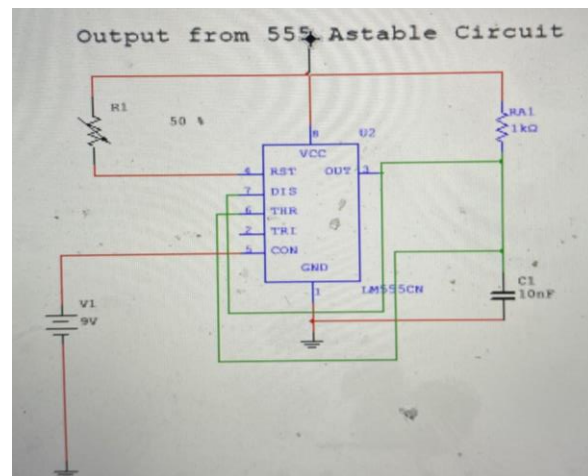 Output from 555 Astable Circuit
R1
50 %
RA1
1kΩ
8
U2
VCC
4
RST
OUT
3
7
DIS
6
THR
2
TRI
5
CON
GND
1
LM555CN
V1
9V
C1
10nF